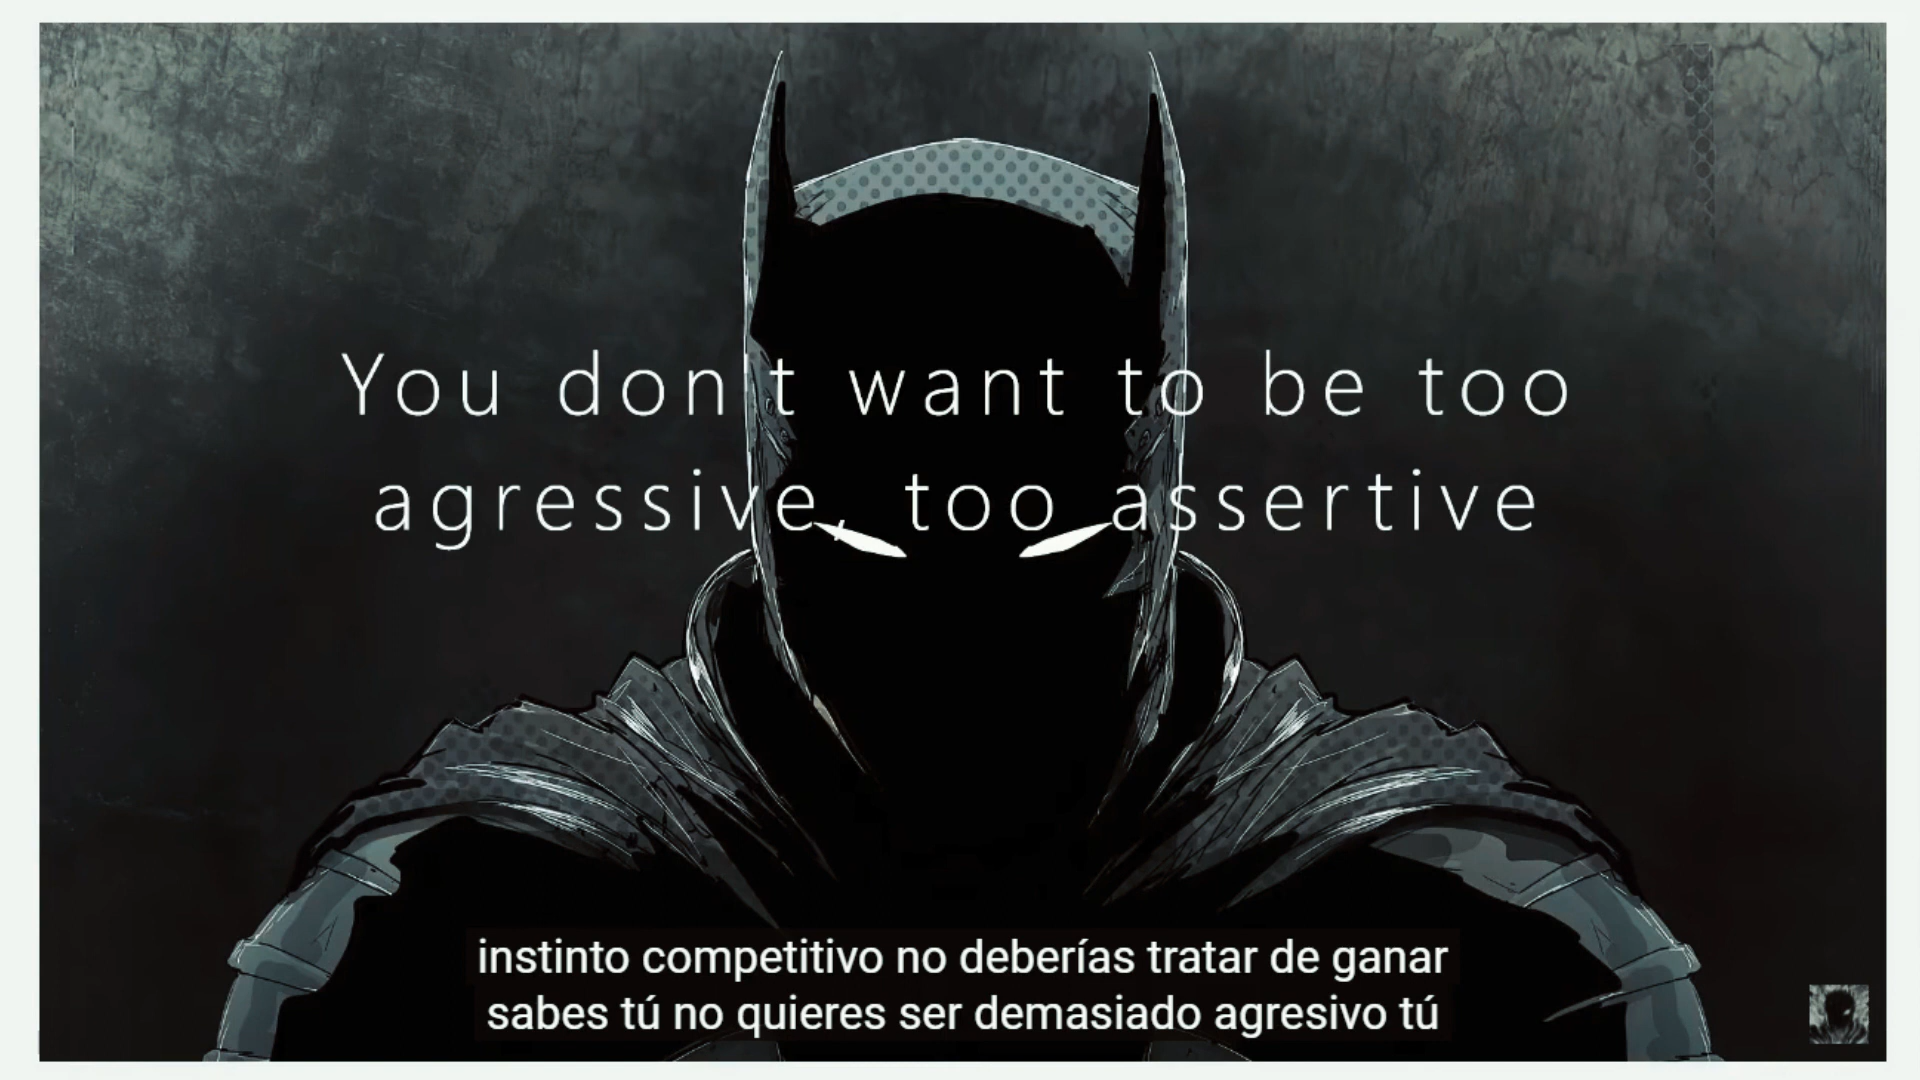 You don't want to be too
agressive, too assertive
instinto competitivo no deberías tratar de ganar
sabes tú no quieres ser demasiado agresivo tú